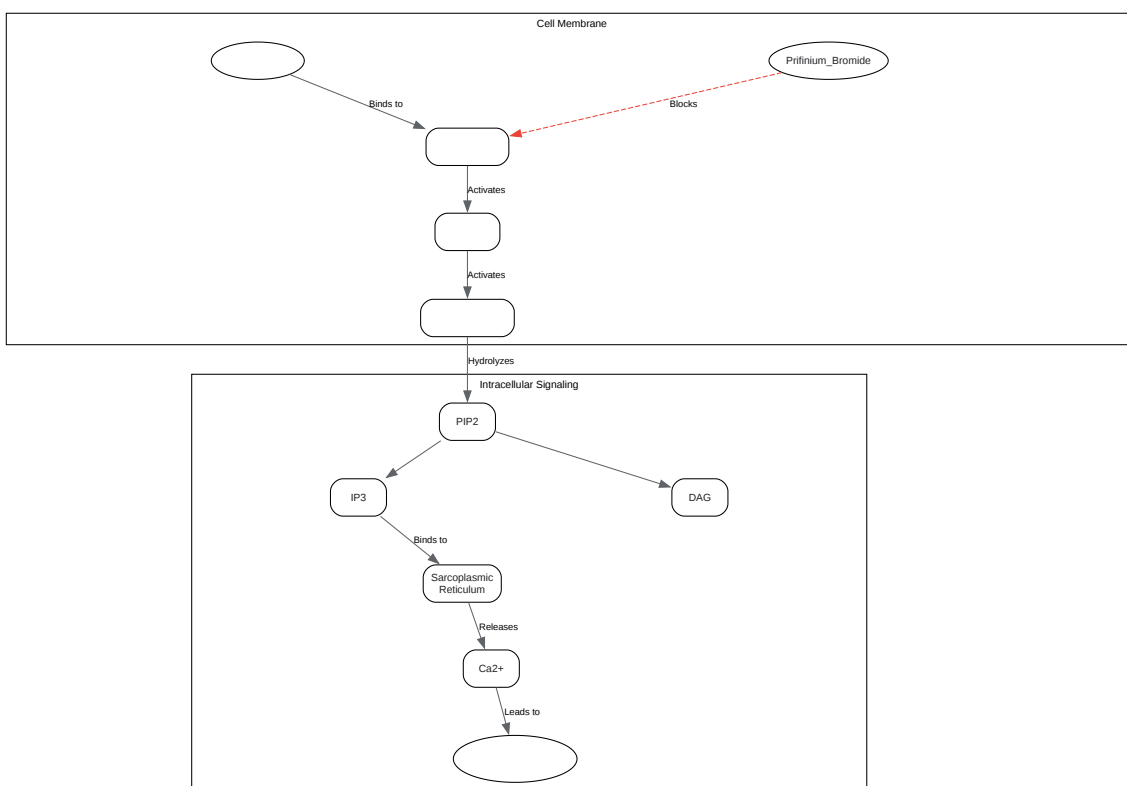 Cell Membrane
Prifinium_Bromide
Binds to
Blocks
Activates
Activates
Hydrolyzes
Intracellular Signaling
PIP2
IP3
DAG
Binds to
Sarcoplasmic
Reticulum
Releases
Ca2+
Leads to